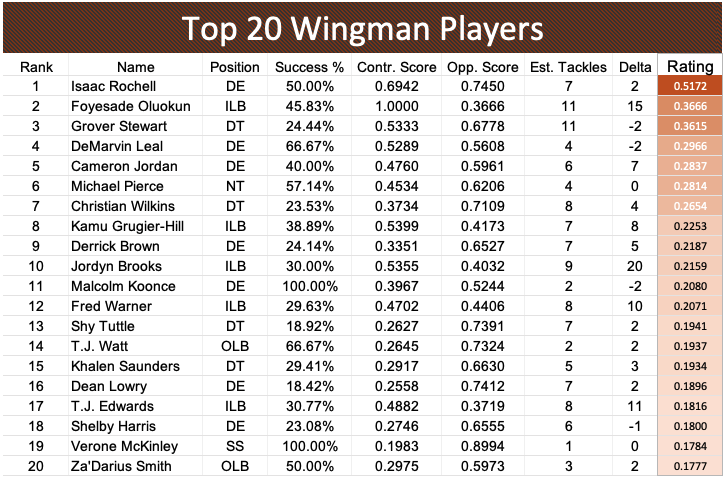 Top 20 Wingman Players
Rank Name Position Success % Contr. Score Opp. Score Est. Tackles Delta Rating
1 Isaac Rochell DE 50.00% 0.6942 0.7450 7 2 0.5172
2 Foyesade Oluokun ILB 45.83% 1.0000 0.3666 11 15 0.3666
3 Grover Stewart DT 24.44% 0.5333 0.6778 11 -2 0.3615
4 DeMarvin Leal DE 66.67% 0.5289 0.5608 4 -2 0.2966
5 Cameron Jordan DE 40.00% 0.4760 0.5961 6 7 0.2837
6 Michael Pierce NT 57.14% 0.4534 0.6206 4 0 0.2814
7 Christian Wilkins DT 23.53% 0.3734 0.7109 8 4 0.2654
8 Kamu Grugier-Hill ILB 38.89% 0.5399 0.4173 7 8 0.2253
9 Derrick Brown DE 24.14% 0.3351 0.6527 7 5 0.2187
10 Jordyn Brooks ILB 30.00% 0.5355 0.4032 9 20 0.2159
11 Malcolm Koonce DE 100.00% 0.3967 0.5244 2 -2 0.2080
12 Fred Warner ILB 29.63% 0.4702 0.4406 8 10 0.2071
13 Shy Tuttle DT 18.92% 0.2627 0.7391 7 2 0.1941
14 T.J. Watt OLB 66.67% 0.2645 0.7324 2 2 0.1937
15 Khalen Saunders DT 29.41% 0.2917 0.6630 5 3 0.1934
16 Dean Lowry DE 18.42% 0.2558 0.7412 7 2 0.1896
17 T.J. Edwards ILB 30.77% 0.4882 0.3719 8 11 0.1816
18 Shelby Harris DE 23.08% 0.2746 0.6555 6 -1 0.1800
19 Verone McKinley SS 100.00% 0.1983 0.8994 1 0 0.1784
20 Za'Darius Smith OLB 50.00% 0.2975 0.5973 3 2 0.1777